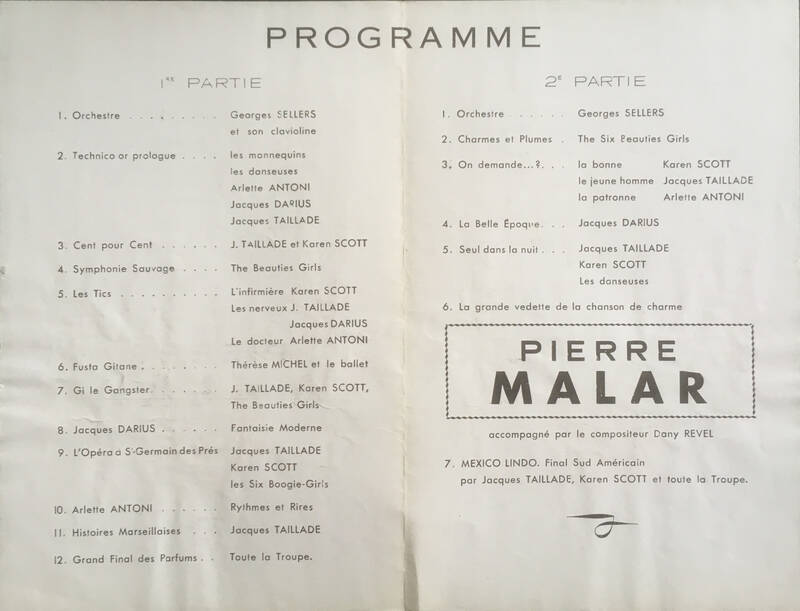 PROGRAMME
1RE PARTIE
1. Orchestre . . . . . . . . . Georges SELLERS
et son clavioline
2. Technico or prologue . . . . les mannequins
les danseuses
Arlette ANTONI
Jacques DARIUS
Jacques TAILLADE
3. Cent pour Cent . . . . . . J. TAILLADE et Karen SCOTT
4. Symphonie Sauvage . . . . The Beauties Girls
5. Les Tics . . . . . . . . . . L'infirmière Karen SCOTT
Les nerveux J. TAILLADE
Jacques DARIUS
Le docteur Arlette ANTONI
6. Fusta Gitane . . . . . . . Thérèse MICHEL et le ballet
7. Gi le Gangster. . . . . . . J. TAILLADE, Karen SCOTT,
The Beauties Girls
8. Jacques DARIUS . . . . . . Fantaisie Moderne
9. L'Opéra a St-Germain des Prés Jacques TAILLADE
Karen SCOTT
les Six Boogie-Girls
10. Arlette ANTONI . . . . . . Rythmes et Rires
11. Histoires Marseillaises . . . Jacques TAILLADE
12. Grand Final des Parfums . . Toute la Troupe.
2E PARTIE
1. Orchestre . . . . . . Georges SELLERS
2. Charmes et Plumes . The Six Beauties Girls
3. On demande...?. . . la bonne Karen SCOTT
le jeune homme Jacques TAILLADE
la patronne Arlette ANTONI
4. La Belle Époque. . . Jacques DARIUS
5. Seul dans la nuit . . . Jacques TAILLADE
Karen SCOTT
Les danseuses
6. La grande vedette de la chanson de charme
PIERRE
MALAR
accompagné par le compositeur Dany REVEL
7. MEXICO LINDO. Final Sud Américain
par Jacques TAILLADE, Karen SCOTT et toute la Troupe.